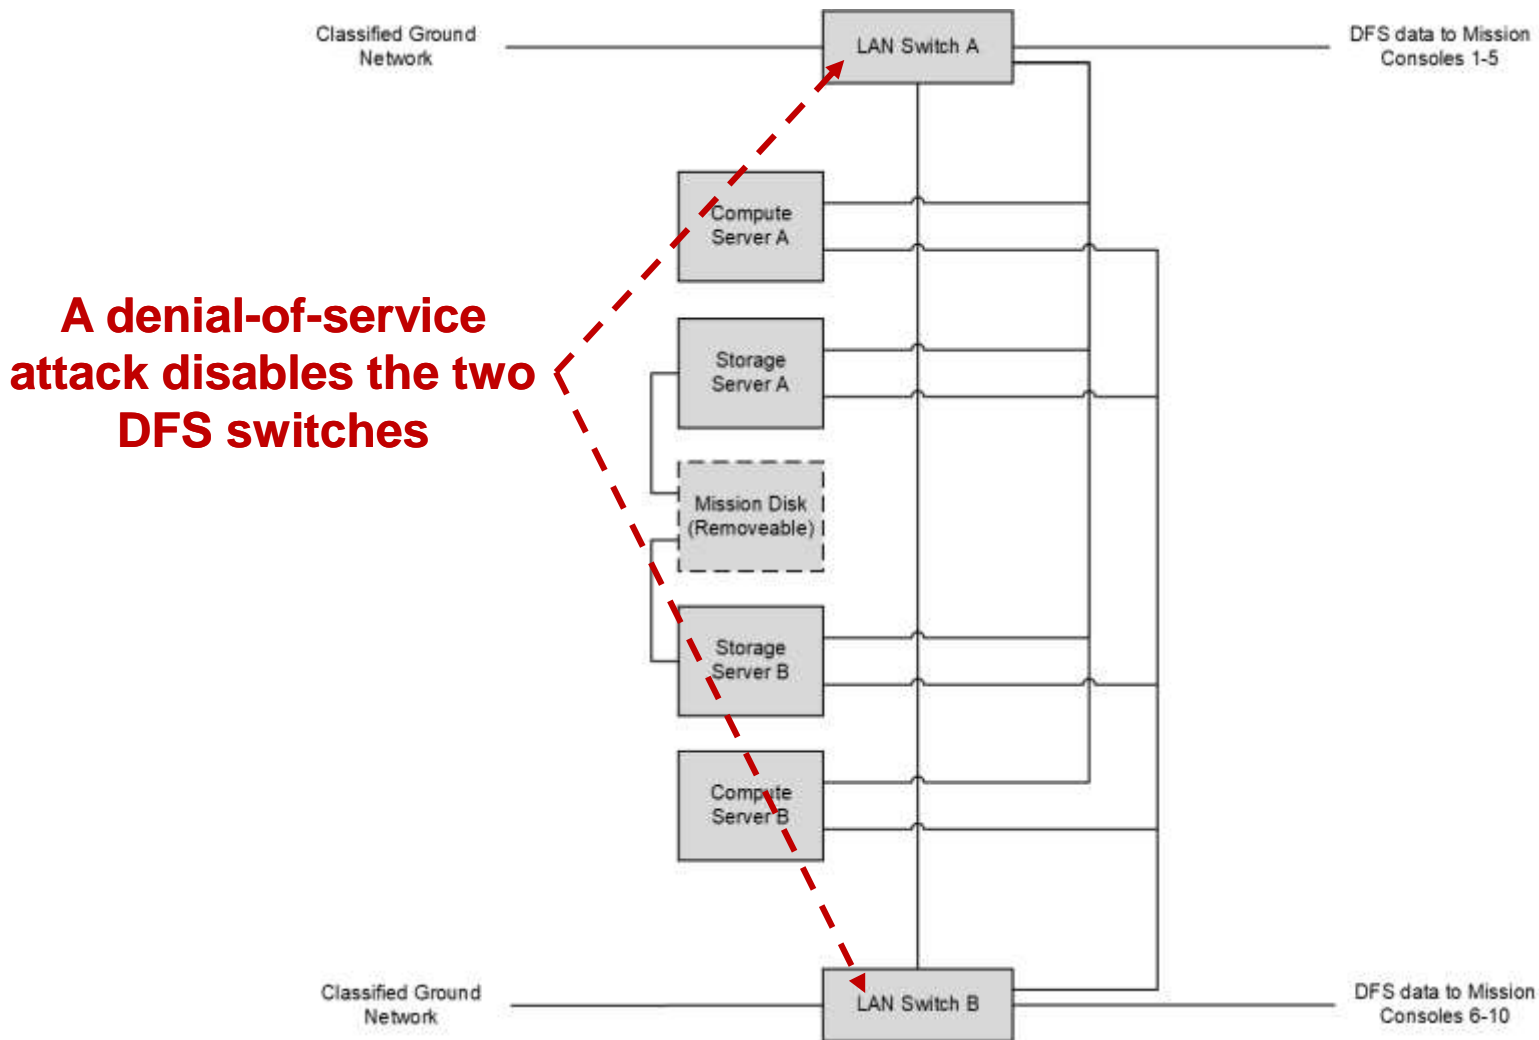 Classified Ground
Network
LAN Switch A
DFS data to Mission
Consoles 1-5
Compute
Server A
A denial-of-service
attack disables the two
DFS switches
Storage
Server A
Mission Disk
(Removeable)
Storage
Server B
Compute
Server B
Classified Ground
Network
LAN Switch B
DFS data to Mission
Consoles 6-10